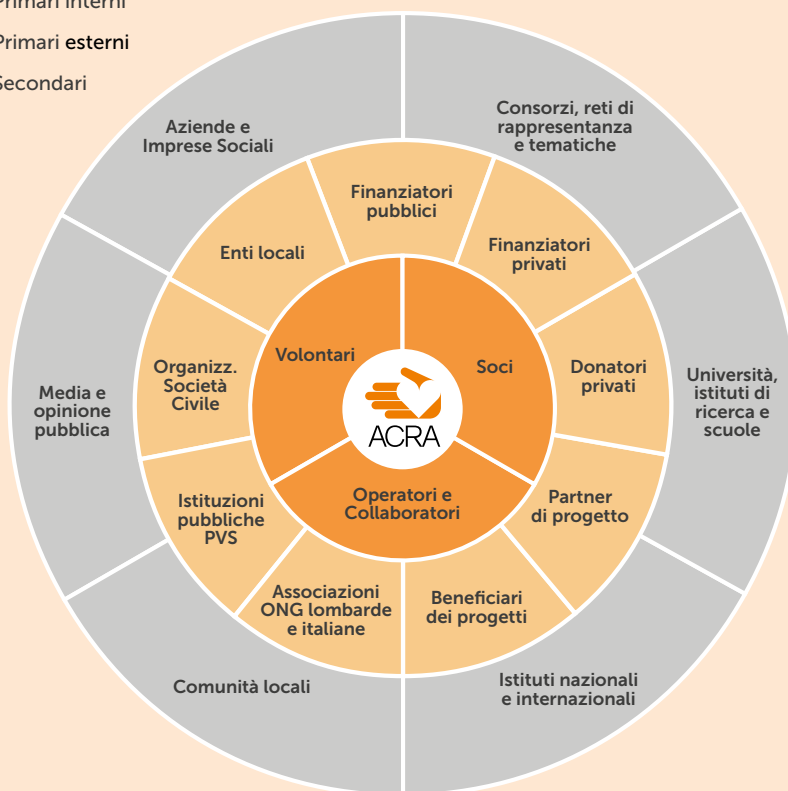 Primari interni
Primari esterni
Secondari
Aziende e
Imprese Sociali
Consorzi, reti di
rappresentanza
e tematiche
Finanziatori
pubblici
Enti locali
Finanziatori
privati
Volontari
Soci
Organizz.
Società
Civile
Donatori
privati
Media e
opinione
pubblica
Università,
istituti di
ricerca e
scuole
ACRA
Operatori e
Collaboratori
Istituzioni
pubbliche
PVS
Partner
di progetto
Associazioni
ONG lombarde
e italiane
Beneficiari
dei progetti
Comunità locali
Istituti nazionali
e internazionali